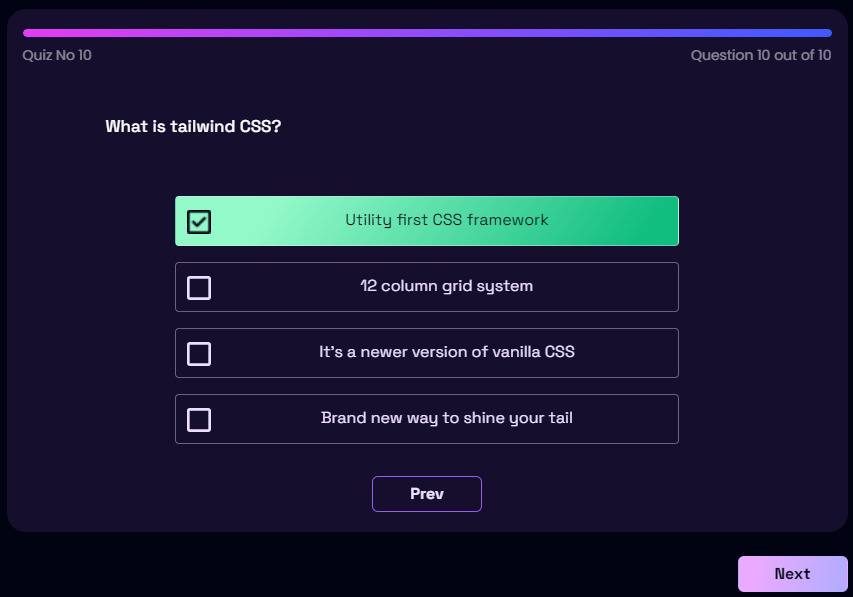 Quiz No 10
Question 10 out of 10
What is tailwind CSS?
Utility first CSS framework
12 column grid system
It's a newer version of vanilla CSS
Brand new way to shine your tail
Prev
Next